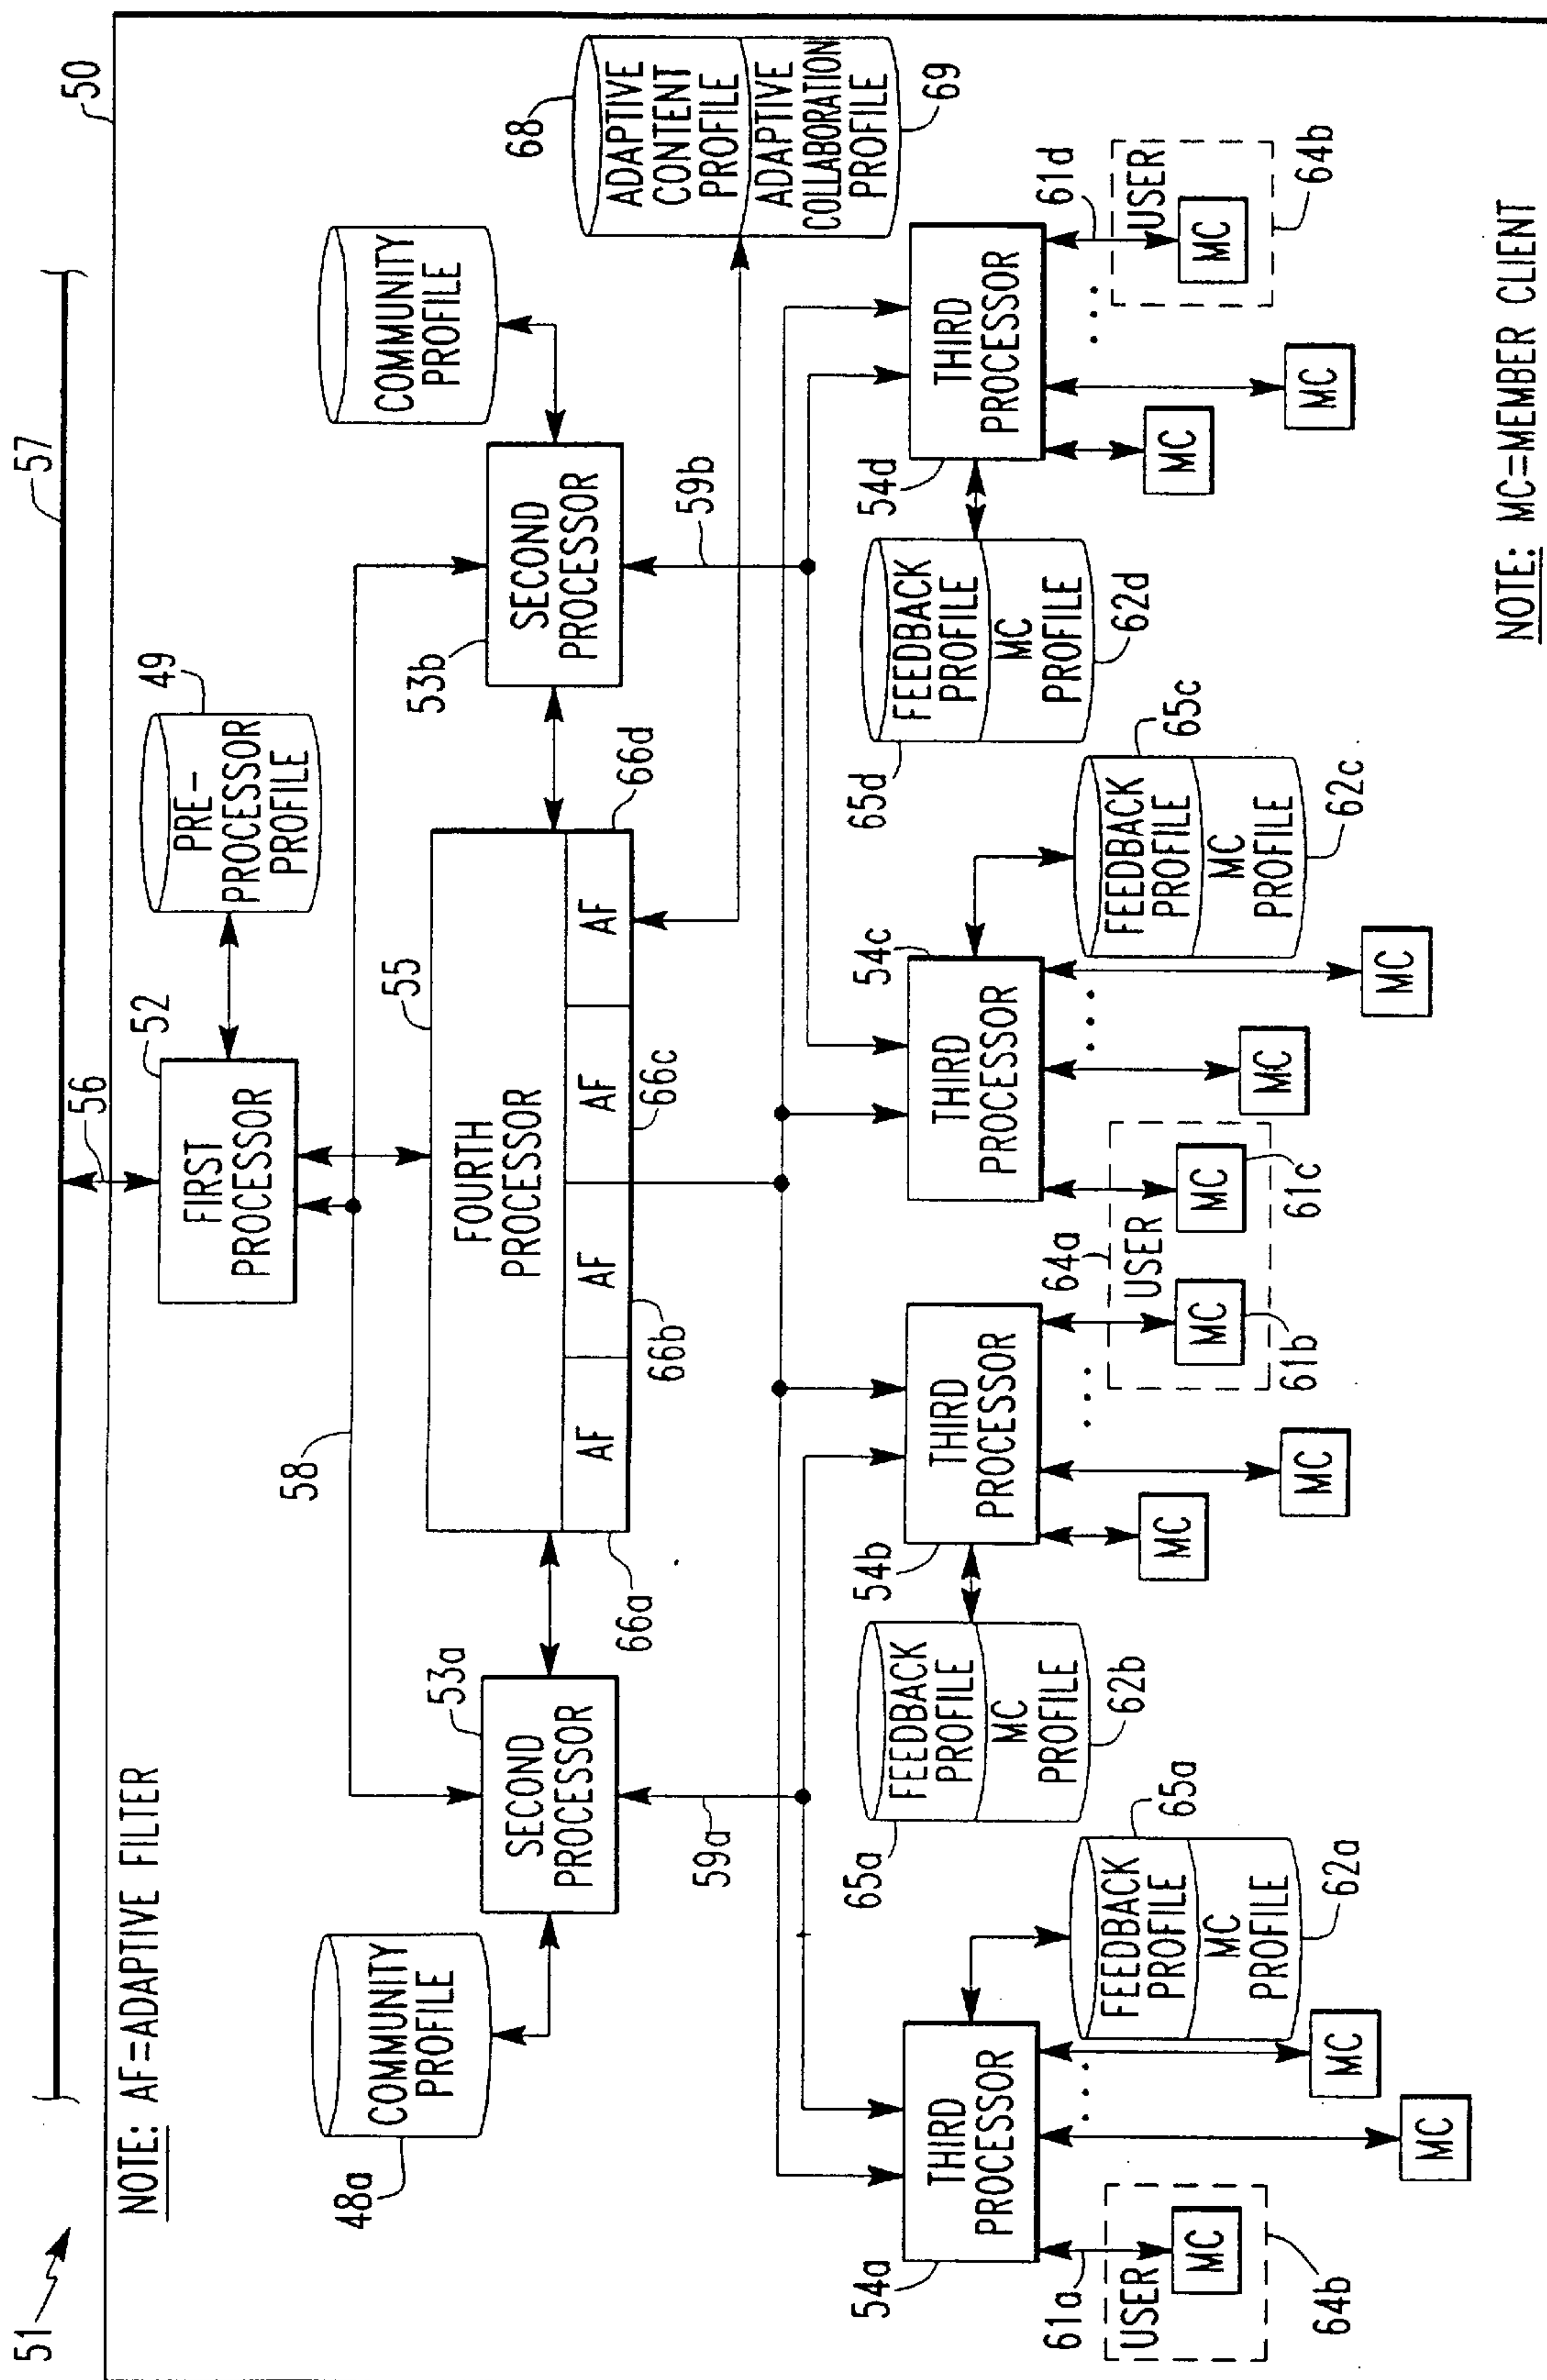 51
57
50
NOTE: AF=ADAPTIVE FILTER
56
52
FIRST
PROCESSOR
49
PRE-
PROCESSOR
PROFILE
58
48a
COMMUNITY
PROFILE
53a
SECOND
PROCESSOR
55
FOURTH
PROCESSOR
AF
AF
AF
AF
66a
66b
66c
66d
53b
SECOND
PROCESSOR
COMMUNITY
PROFILE
68
ADAPTIVE
CONTENT
PROFILE
ADAPTIVE
COLLABORATION
PROFILE
69
59a
59b
54a
THIRD
PROCESSOR
65a
FEEDBACK
PROFILE
MC
PROFILE
62a
61a
USER
MC
64b
MC
MC
65a
FEEDBACK
PROFILE
MC
PROFILE
62b
54b
THIRD
PROCESSOR
MC
MC
64a
USER
MC
61b
MC
61c
54c
THIRD
PROCESSOR
MC
MC
65c
FEEDBACK
PROFILE
MC
PROFILE
62c
65d
FEEDBACK
PROFILE
MC
PROFILE
62d
54d
THIRD
PROCESSOR
MC
MC
61d
USER
MC
64b
NOTE: MC=MEMBER CLIENT